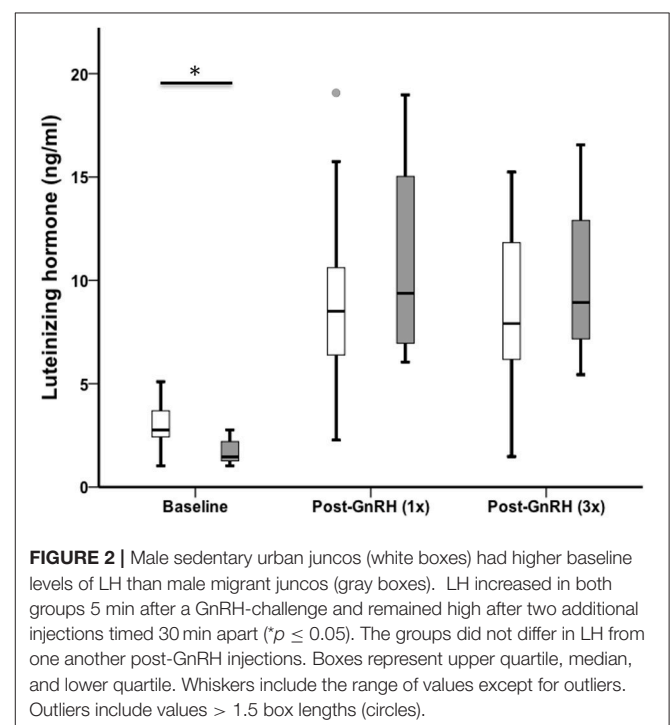 *
20
15
10
5
0
Luteinizing hormone (ng/ml)
Baseline
Post-GnRH (1x)
Post-GnRH (3x)
FIGURE 2 | Male sedentary urban juncos (white boxes) had higher baseline
levels of LH than male migrant juncos (gray boxes). LH increased in both
groups 5 min after a GnRH-challenge and remained high after two additional
injections timed 30 min apart (*p ≤ 0.05). The groups did not differ in LH from
one another post-GnRH injections. Boxes represent upper quartile, median,
and lower quartile. Whiskers include the range of values except for outliers.
Outliers include values > 1.5 box lengths (circles).